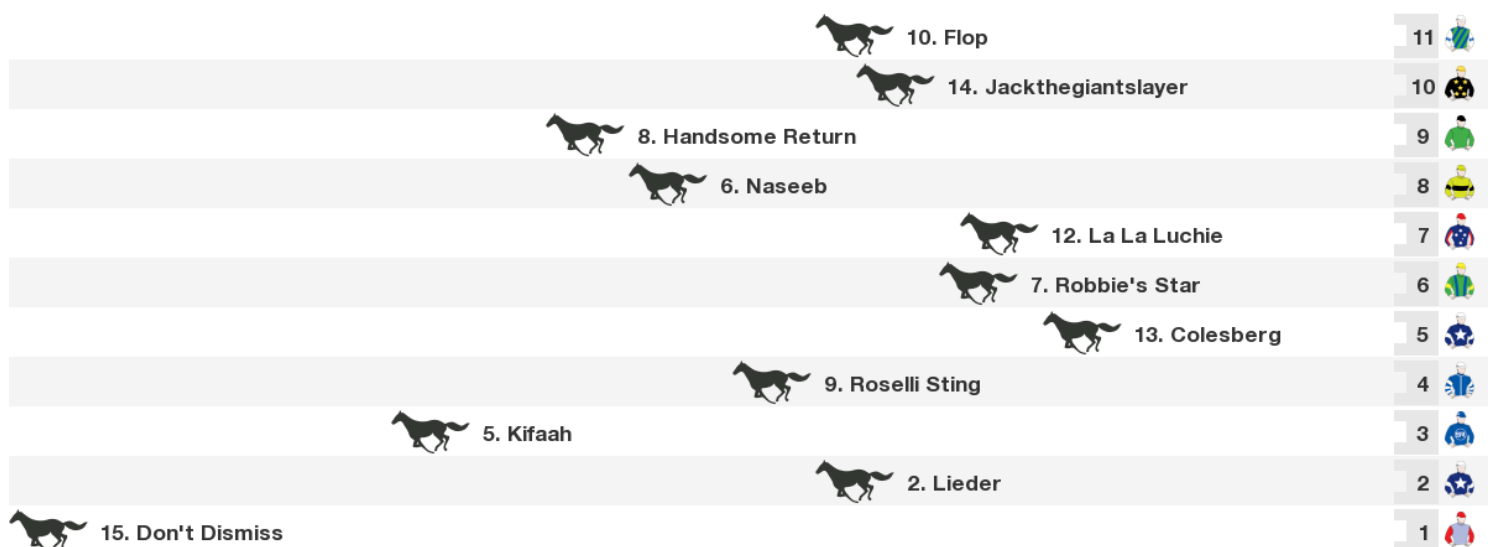 10. Flop 11
14. Jackthegiantslayer 10
8. Handsome Return 9
6. Naseeb 8
12. La La Luchie 7
7. Robbie's Star 6
13. Colesberg 5
9. Roselli Sting 4
5. Kifaah 3
2. Lieder 2
15. Don't Dismiss 1